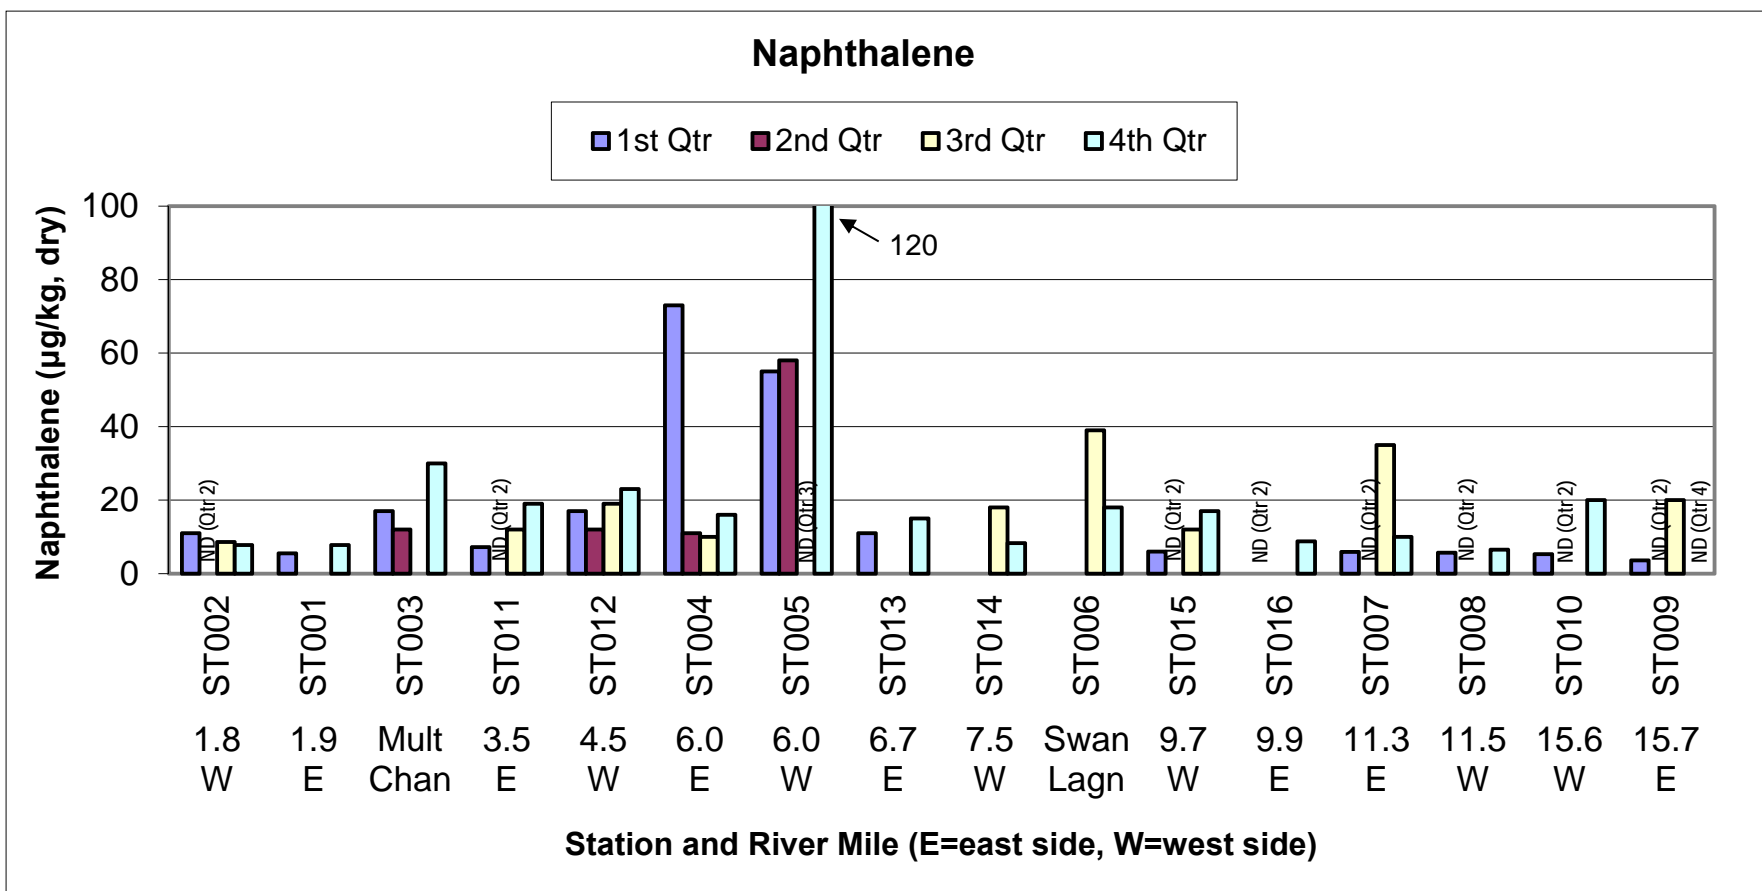 Naphthalene
1st Qtr 2nd Qtr 3rd Qtr 4th Qtr
Naphthalene (µg/kg, dry)
100
80
60
40
20
0
120
ND (Qtr 2)
ND (Qtr 2)
ND (Qtr 3)
ND (Qtr 2)
ND (Qtr 2)
ND (Qtr 2)
ND (Qtr 2)
ND (Qtr 2)
ND (Qtr 2)
ND (Qtr 4)
ST002 ST001 ST003 ST011 ST012 ST004 ST005 ST013 ST014 ST006 ST015 ST016 ST007 ST008 ST010 ST009
1.8 1.9 Mult 3.5 4.5 6.0 6.0 6.7 7.5 Swan 9.7 9.9 11.3 11.5 15.6 15.7
W E Chan E W E W E W Lagn W E E W W E
Station and River Mile (E=east side, W=west side)